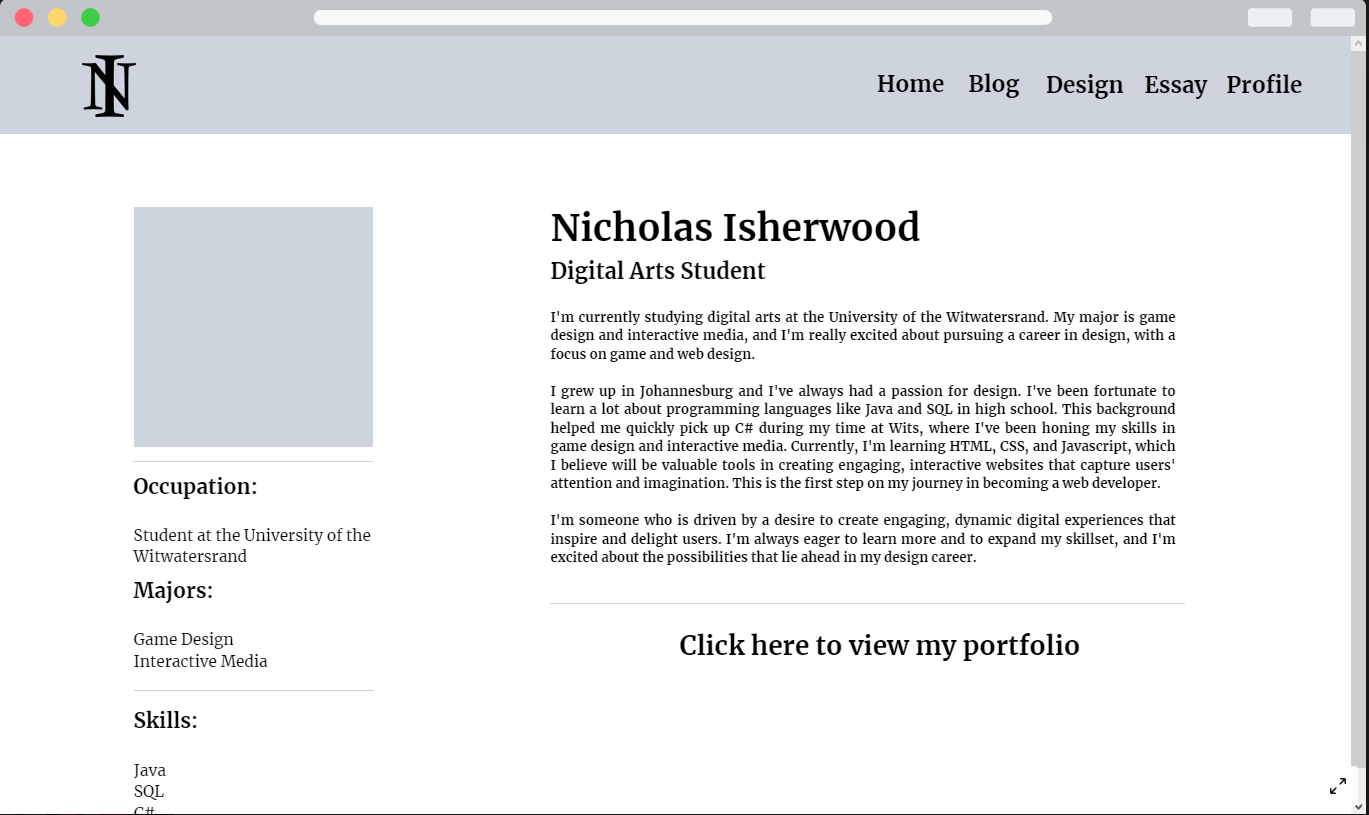 NI
Home Blog Design Essay Profile
Nicholas Isherwood
Digital Arts Student
I'm currently studying digital arts at the University of the Witwatersrand. My major is game
design and interactive media, and I'm really excited about pursuing a career in design, with a
focus on game and web design.
I grew up in Johannesburg and I've always had a passion for design. I've been fortunate to
learn a lot about programming languages like Java and SQL in high school. This background
helped me quickly pick up C# during my time at Wits, where I've been honing my skills in
game design and interactive media. Currently, I'm learning HTML, CSS, and Javascript, which
I believe will be valuable tools in creating engaging, interactive websites that capture users'
attention and imagination. This is the first step on my journey in becoming a web developer.
I'm someone who is driven by a desire to create engaging, dynamic digital experiences that
inspire and delight users. I'm always eager to learn more and to expand my skillset, and I'm
excited about the possibilities that lie ahead in my design career.
Click here to view my portfolio
Occupation:
Student at the University of the
Witwatersrand
Majors:
Game Design
Interactive Media
Skills:
Java
SQL
C#